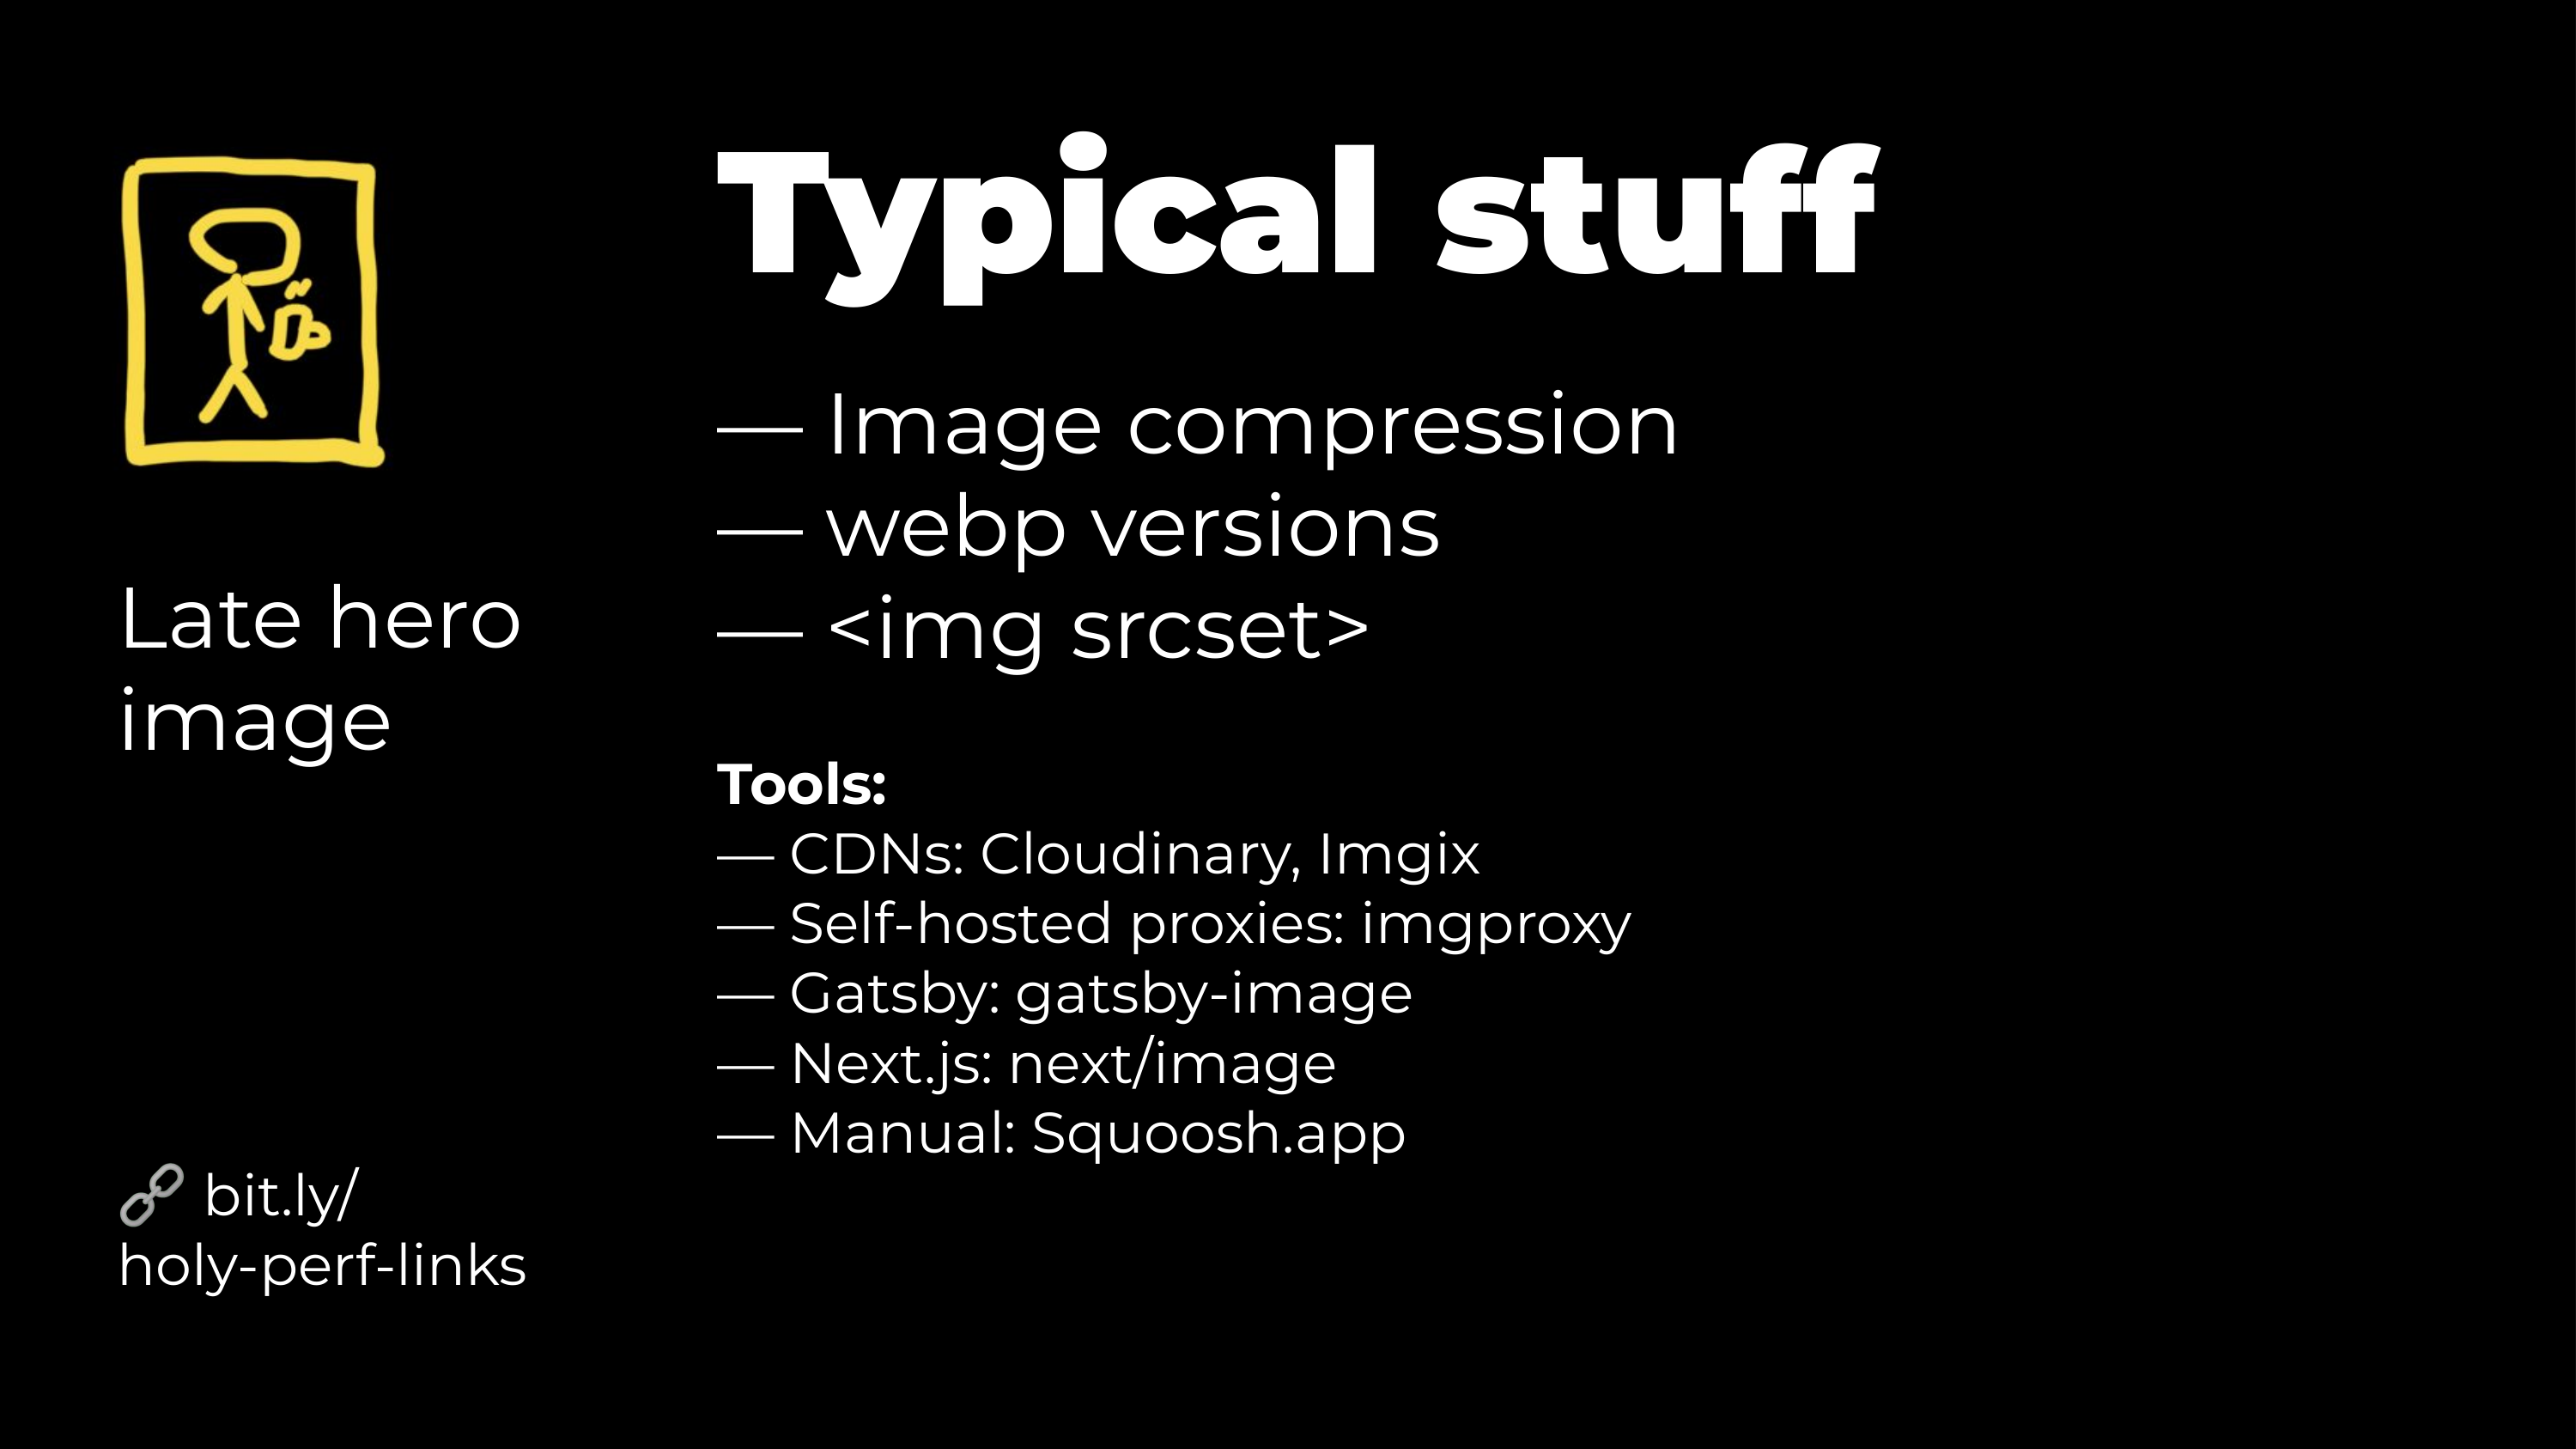 Typical stuff
— Image compression
— webp versions
— <img srcset>
Tools:
— CDNs: Cloudinary, Imgix
— Self-hosted proxies: imgproxy
— Gatsby: gatsby-image
— Next.js: next/image
— Manual: Squoosh.app
Late hero
image
🔗 bit.ly/
holy-perf-links